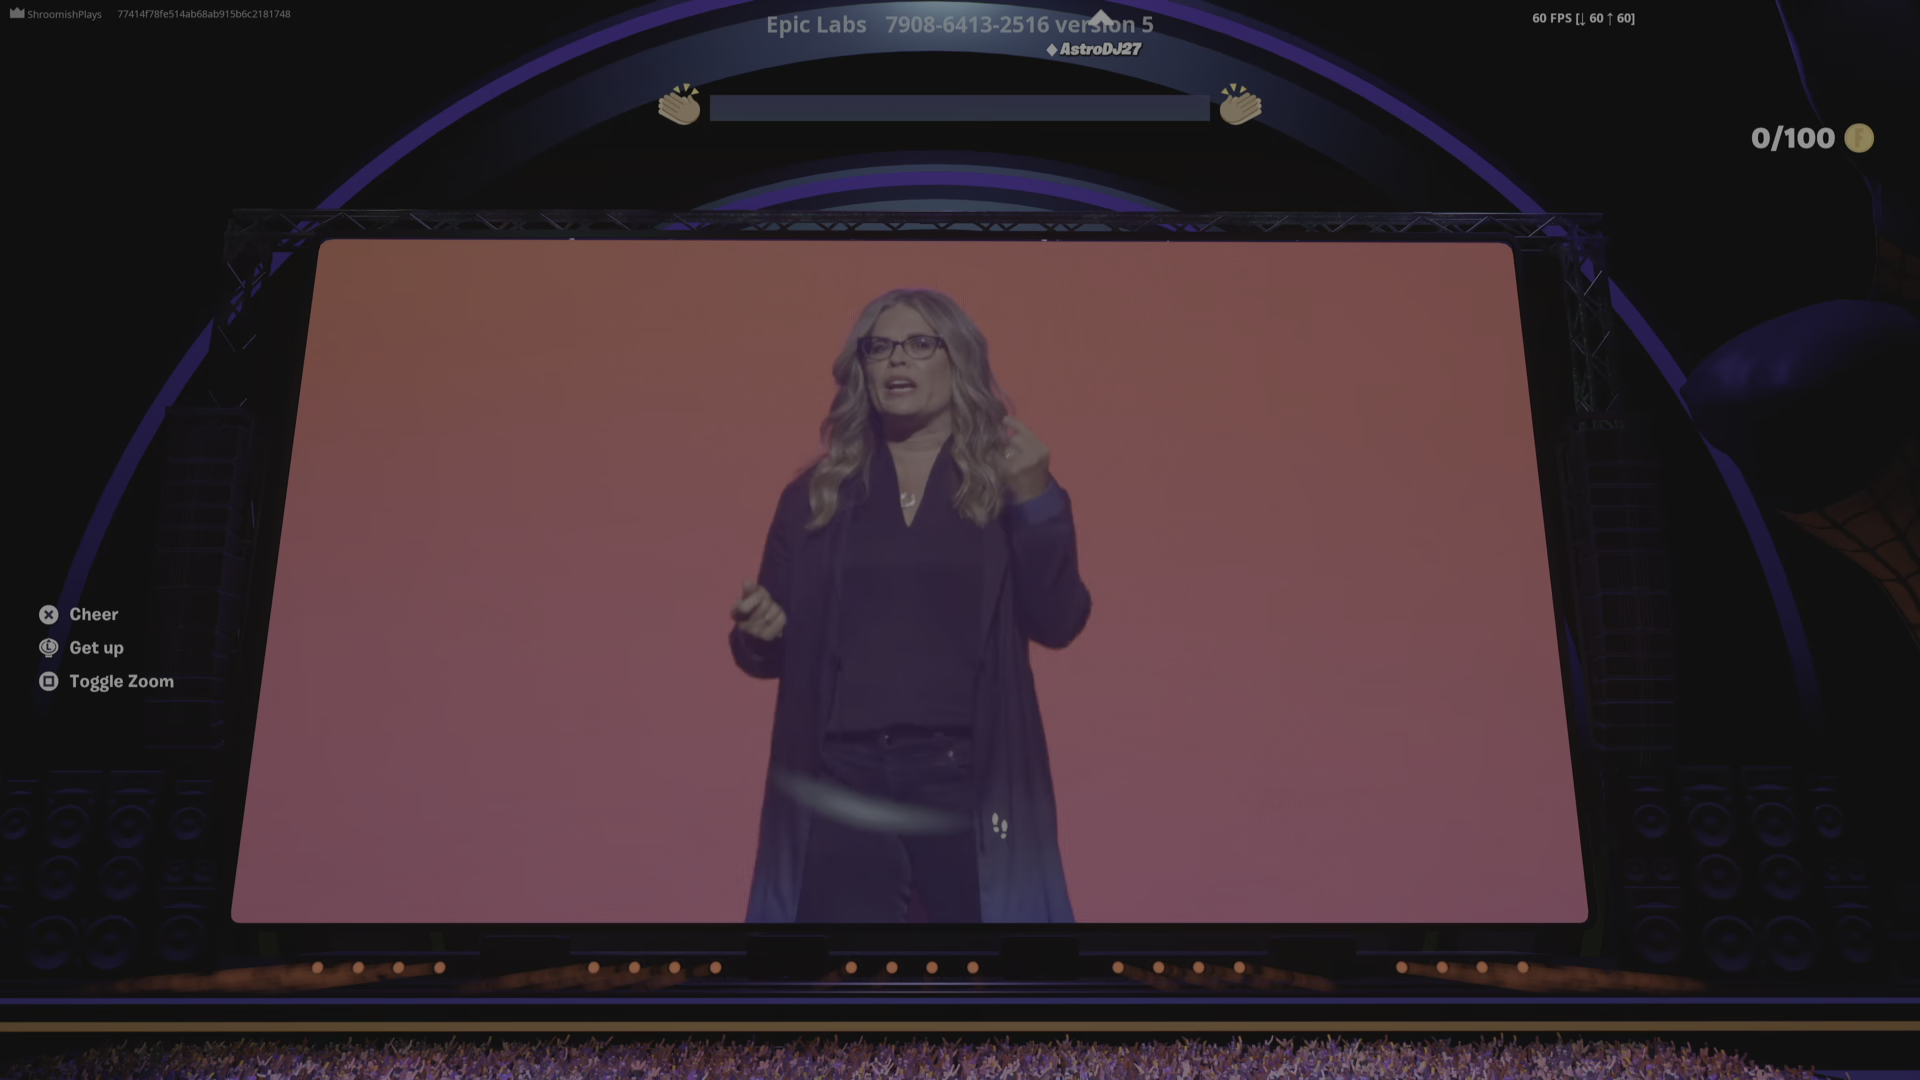 ShroomishPlays 77414f78fe514ab68ab915b6c2181748
Epic Labs 7908-6413-2516 version 5
60 FPS [↓ 60 ↑ 60]
AstroDJ27
0/100
Cheer
Get up
Toggle Zoom